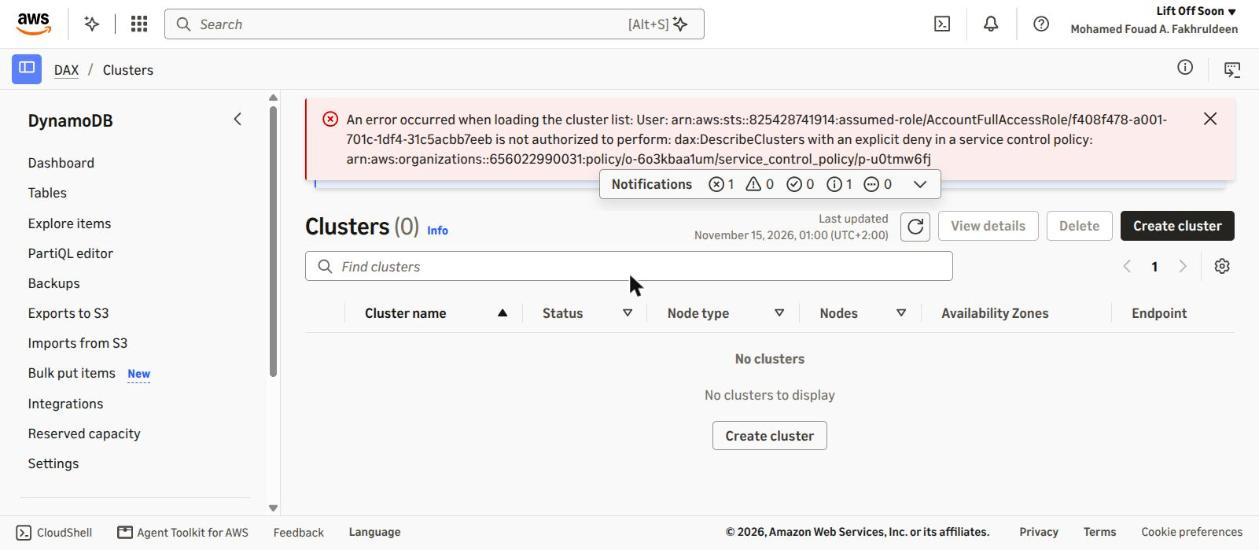 aws
Search
[Alt+S]
Lift Off Soon
Mohamed Fouad A. Fakhruldeen
DAX / Clusters
DynamoDB
Dashboard
Tables
Explore items
PartiQL editor
Backups
Exports to S3
Imports from S3
Bulk put items New
Integrations
Reserved capacity
Settings
An error occurred when loading the cluster list: User: arn:aws:sts::825428741914:assumed-role/AccountFullAccessRole/f408f478-a001-
701c-1df4-31c5acbb7eeb is not authorized to perform: dax:DescribeClusters with an explicit deny in a service control policy:
arn:aws:organizations::656022990031:policy/o-6o3kbaa1um/service_control_policy/p-u0tmw6fj
Notifications 1 0 0 1 0
Clusters (0) Info
Last updated
November 15, 2026, 01:00 (UTC+2:00)
View details
Delete
Create cluster
Find clusters
1
Cluster name Status Node type Nodes Availability Zones Endpoint
No clusters
No clusters to display
Create cluster
CloudShell Agent Toolkit for AWS Feedback Language © 2026, Amazon Web Services, Inc. or its affiliates. Privacy Terms Cookie preferences